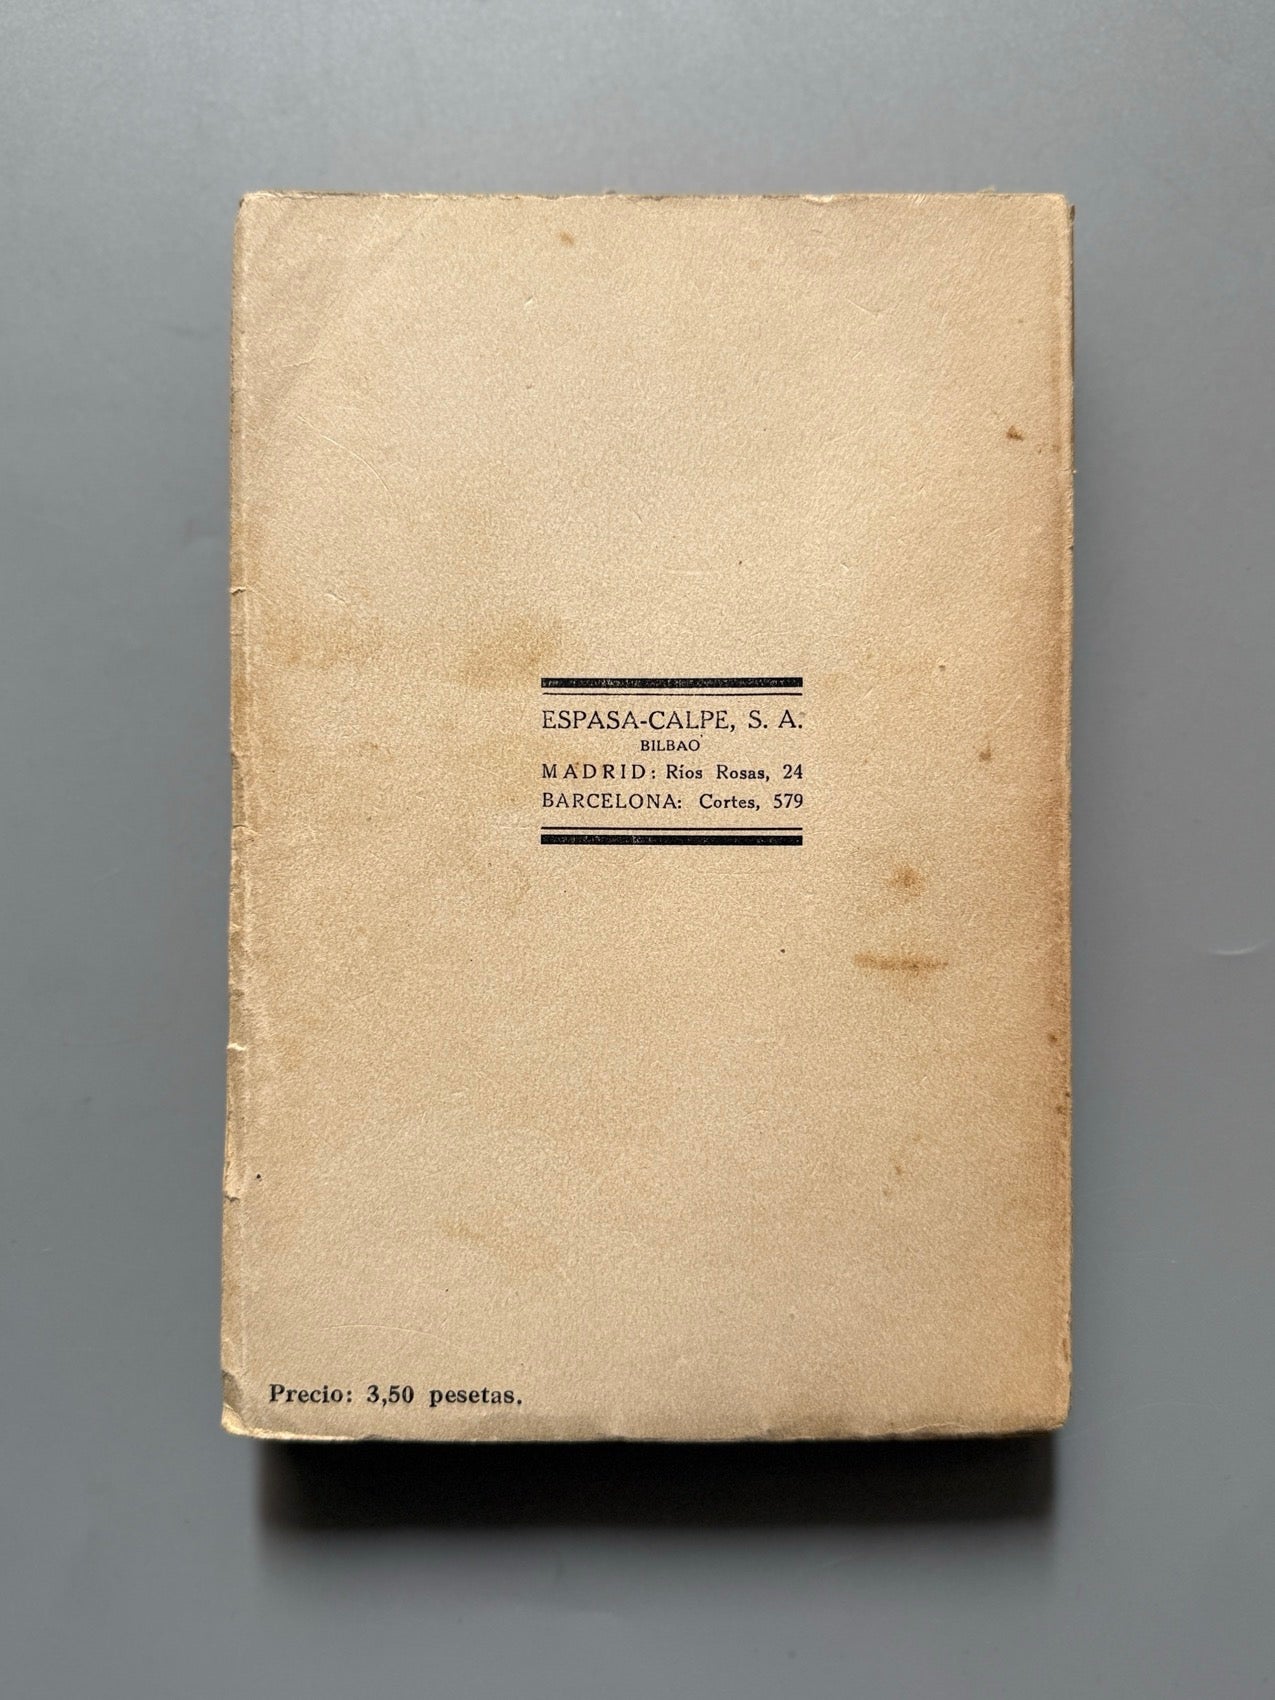 ESPASA-CALPE, S. A.
BILBAO
MADRID: Ríos Rosas, 24
BARCELONA: Cortes, 579
Precio: 3,50 pesetas.